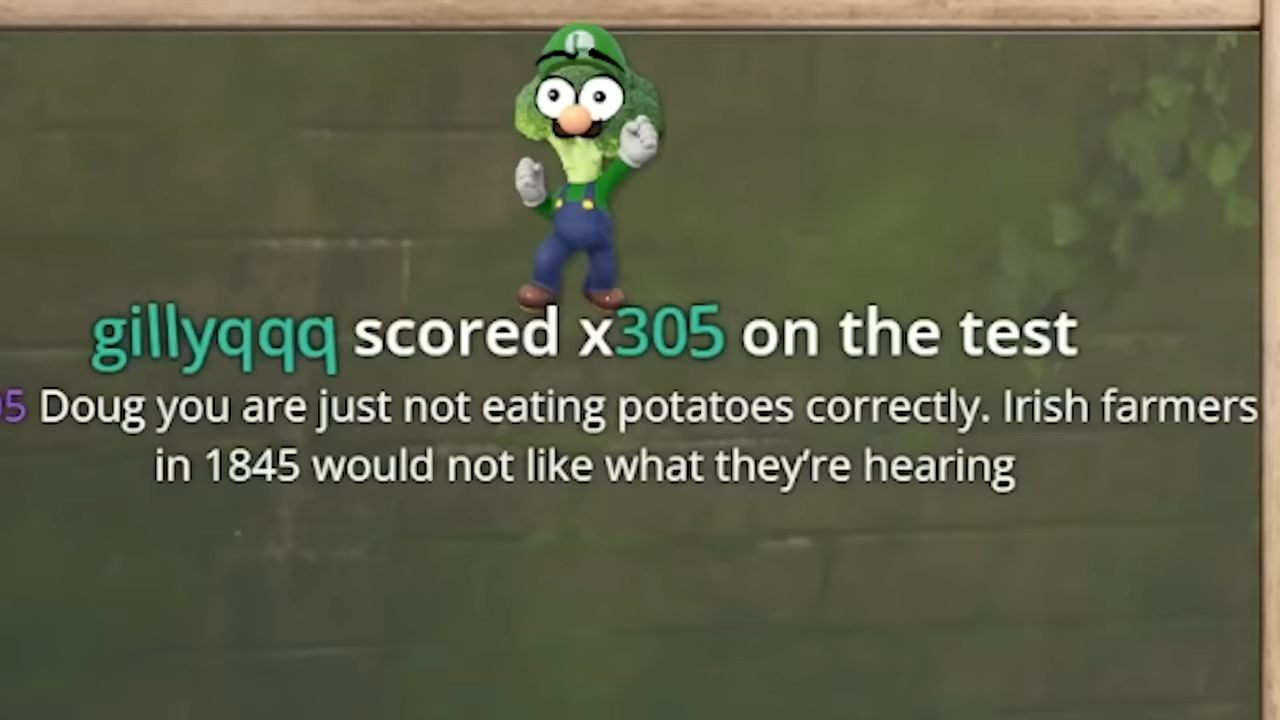 gillyqqq scored x305 on the test
5 Doug you are just not eating potatoes correctly. Irish farmers
in 1845 would not like what they’re hearing